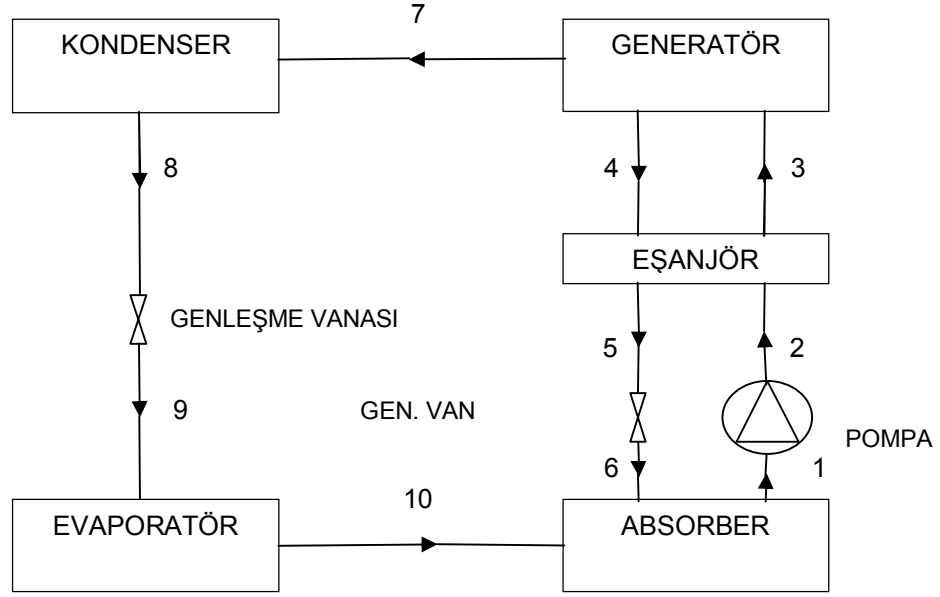 7
KONDENSER
GENERATÖR
8
4
3
EŞANJÖR
GENLEŞME VANASI
5
2
9
GEN. VAN
POMPA
6
1
10
EVAPORATÖR
ABSORBER